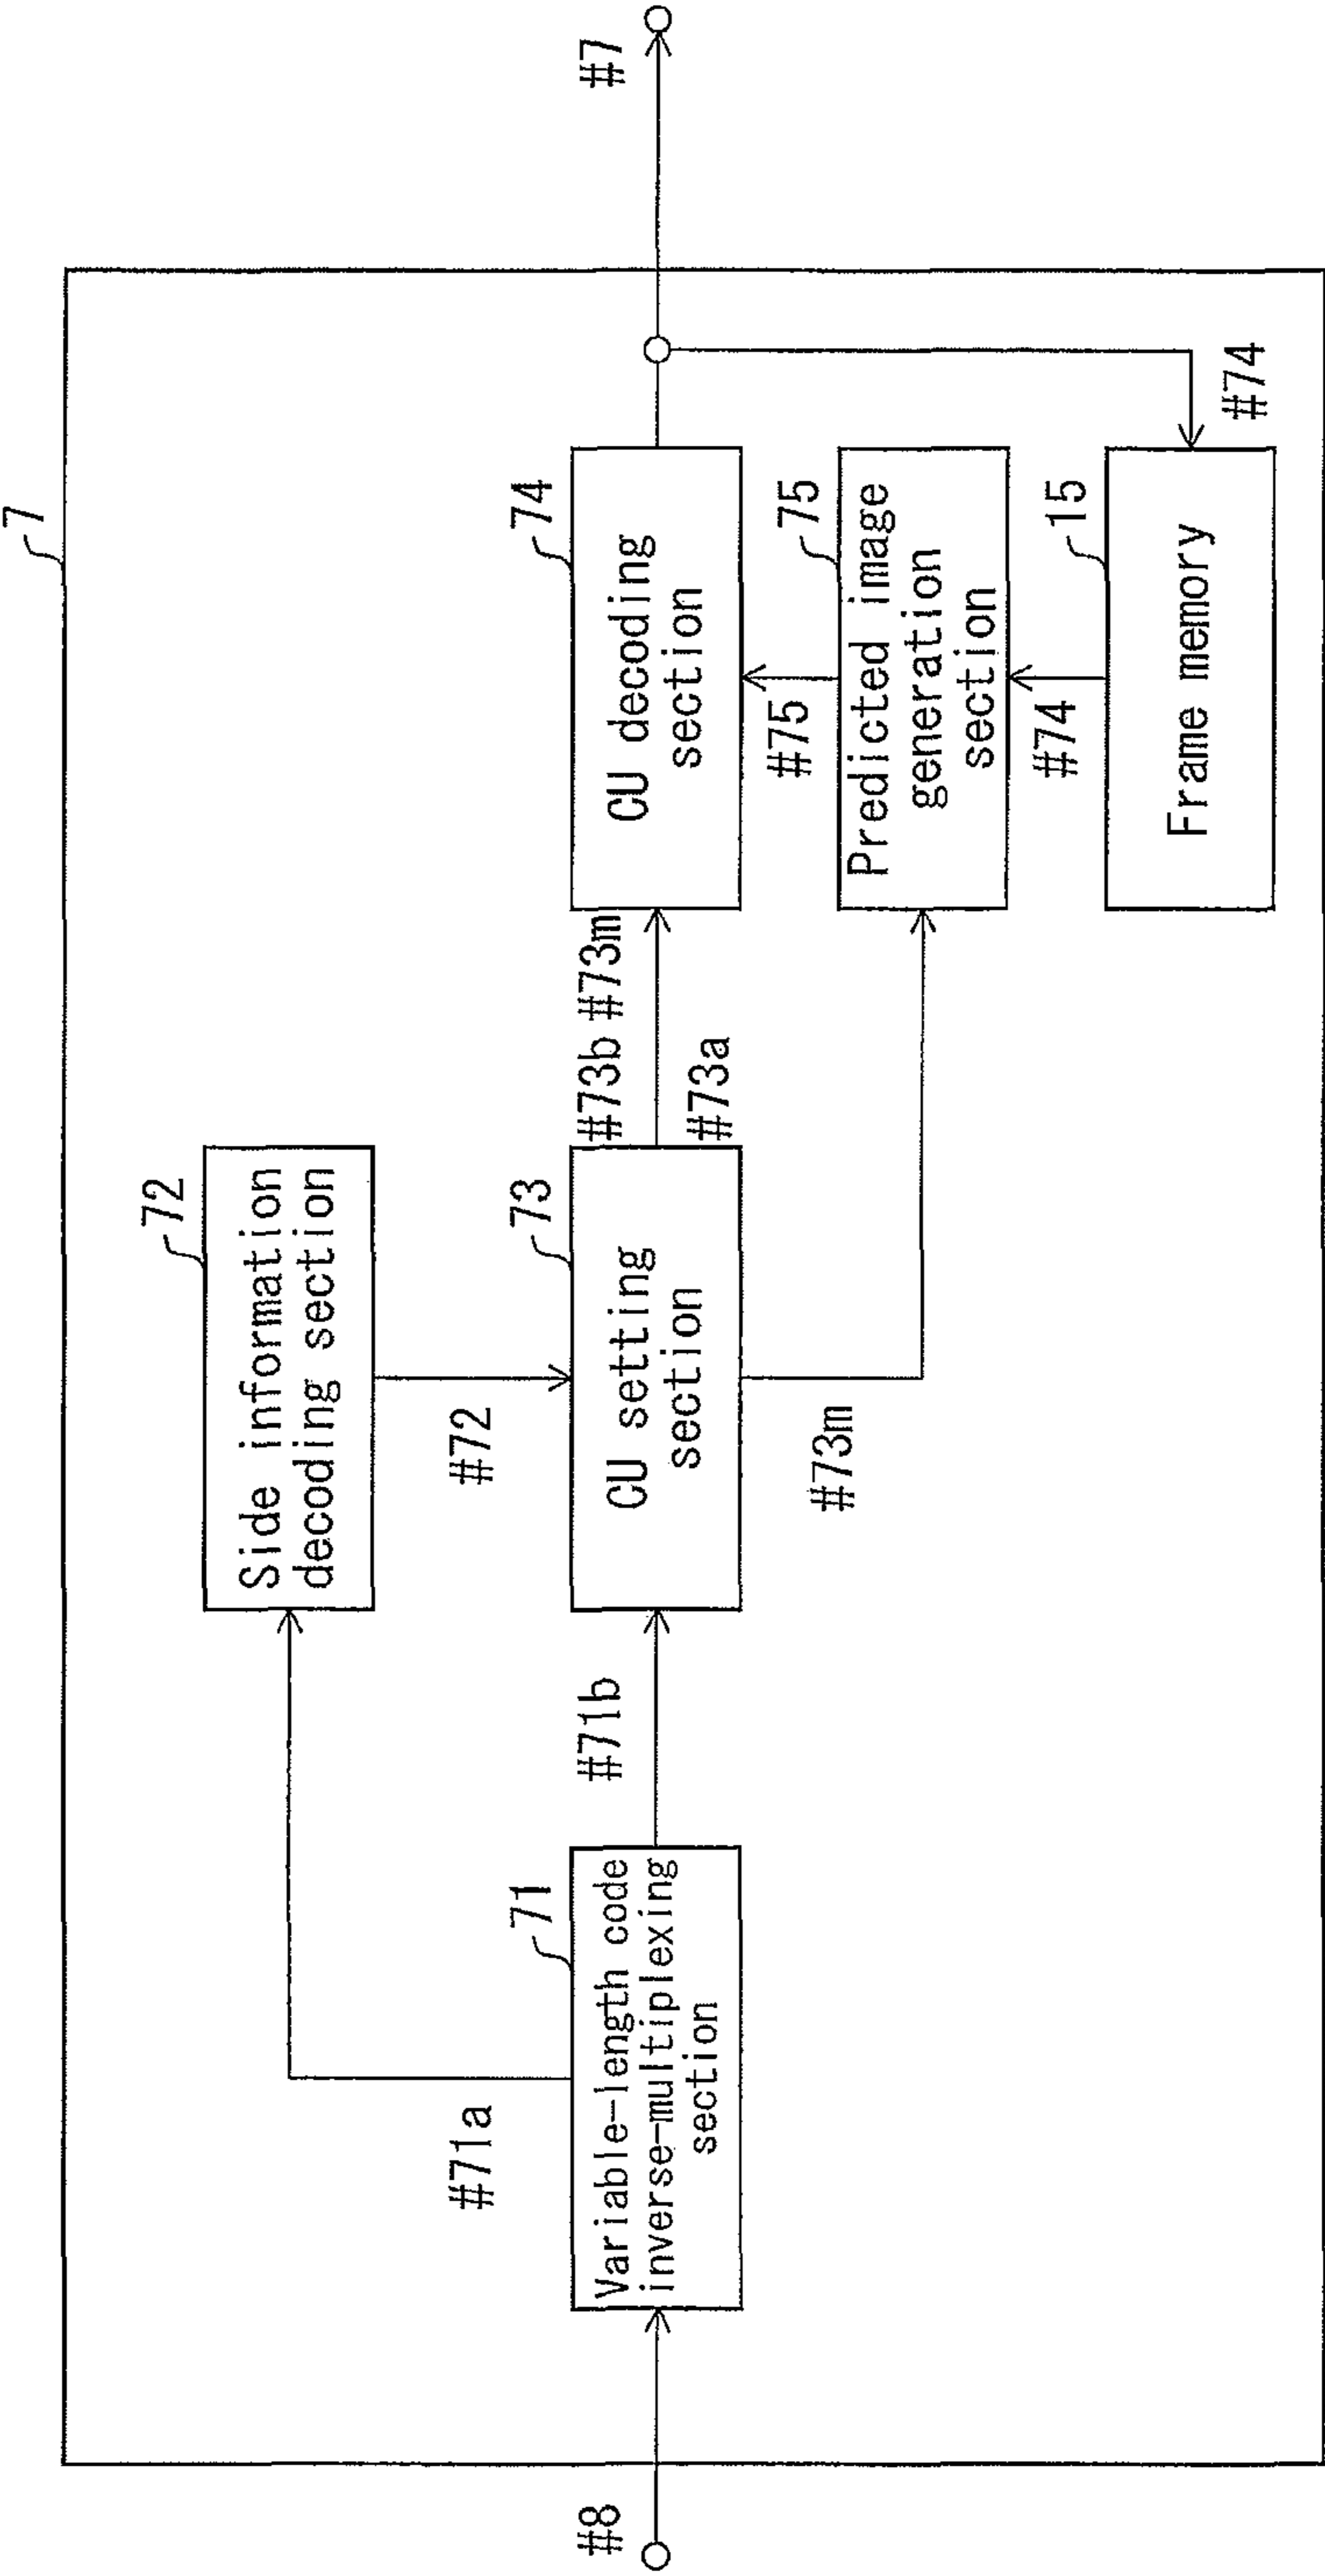 7
72
Side information
decoding section
#71a
#72
#8
71
Variable-length code
inverse-multiplexing
section
#71b
73
CU setting
section
#73b #73m
#73a
74
CU decoding
section
#7
#73m
#75
75
Predicted image
generation
section
#74
15
Frame memory
#74